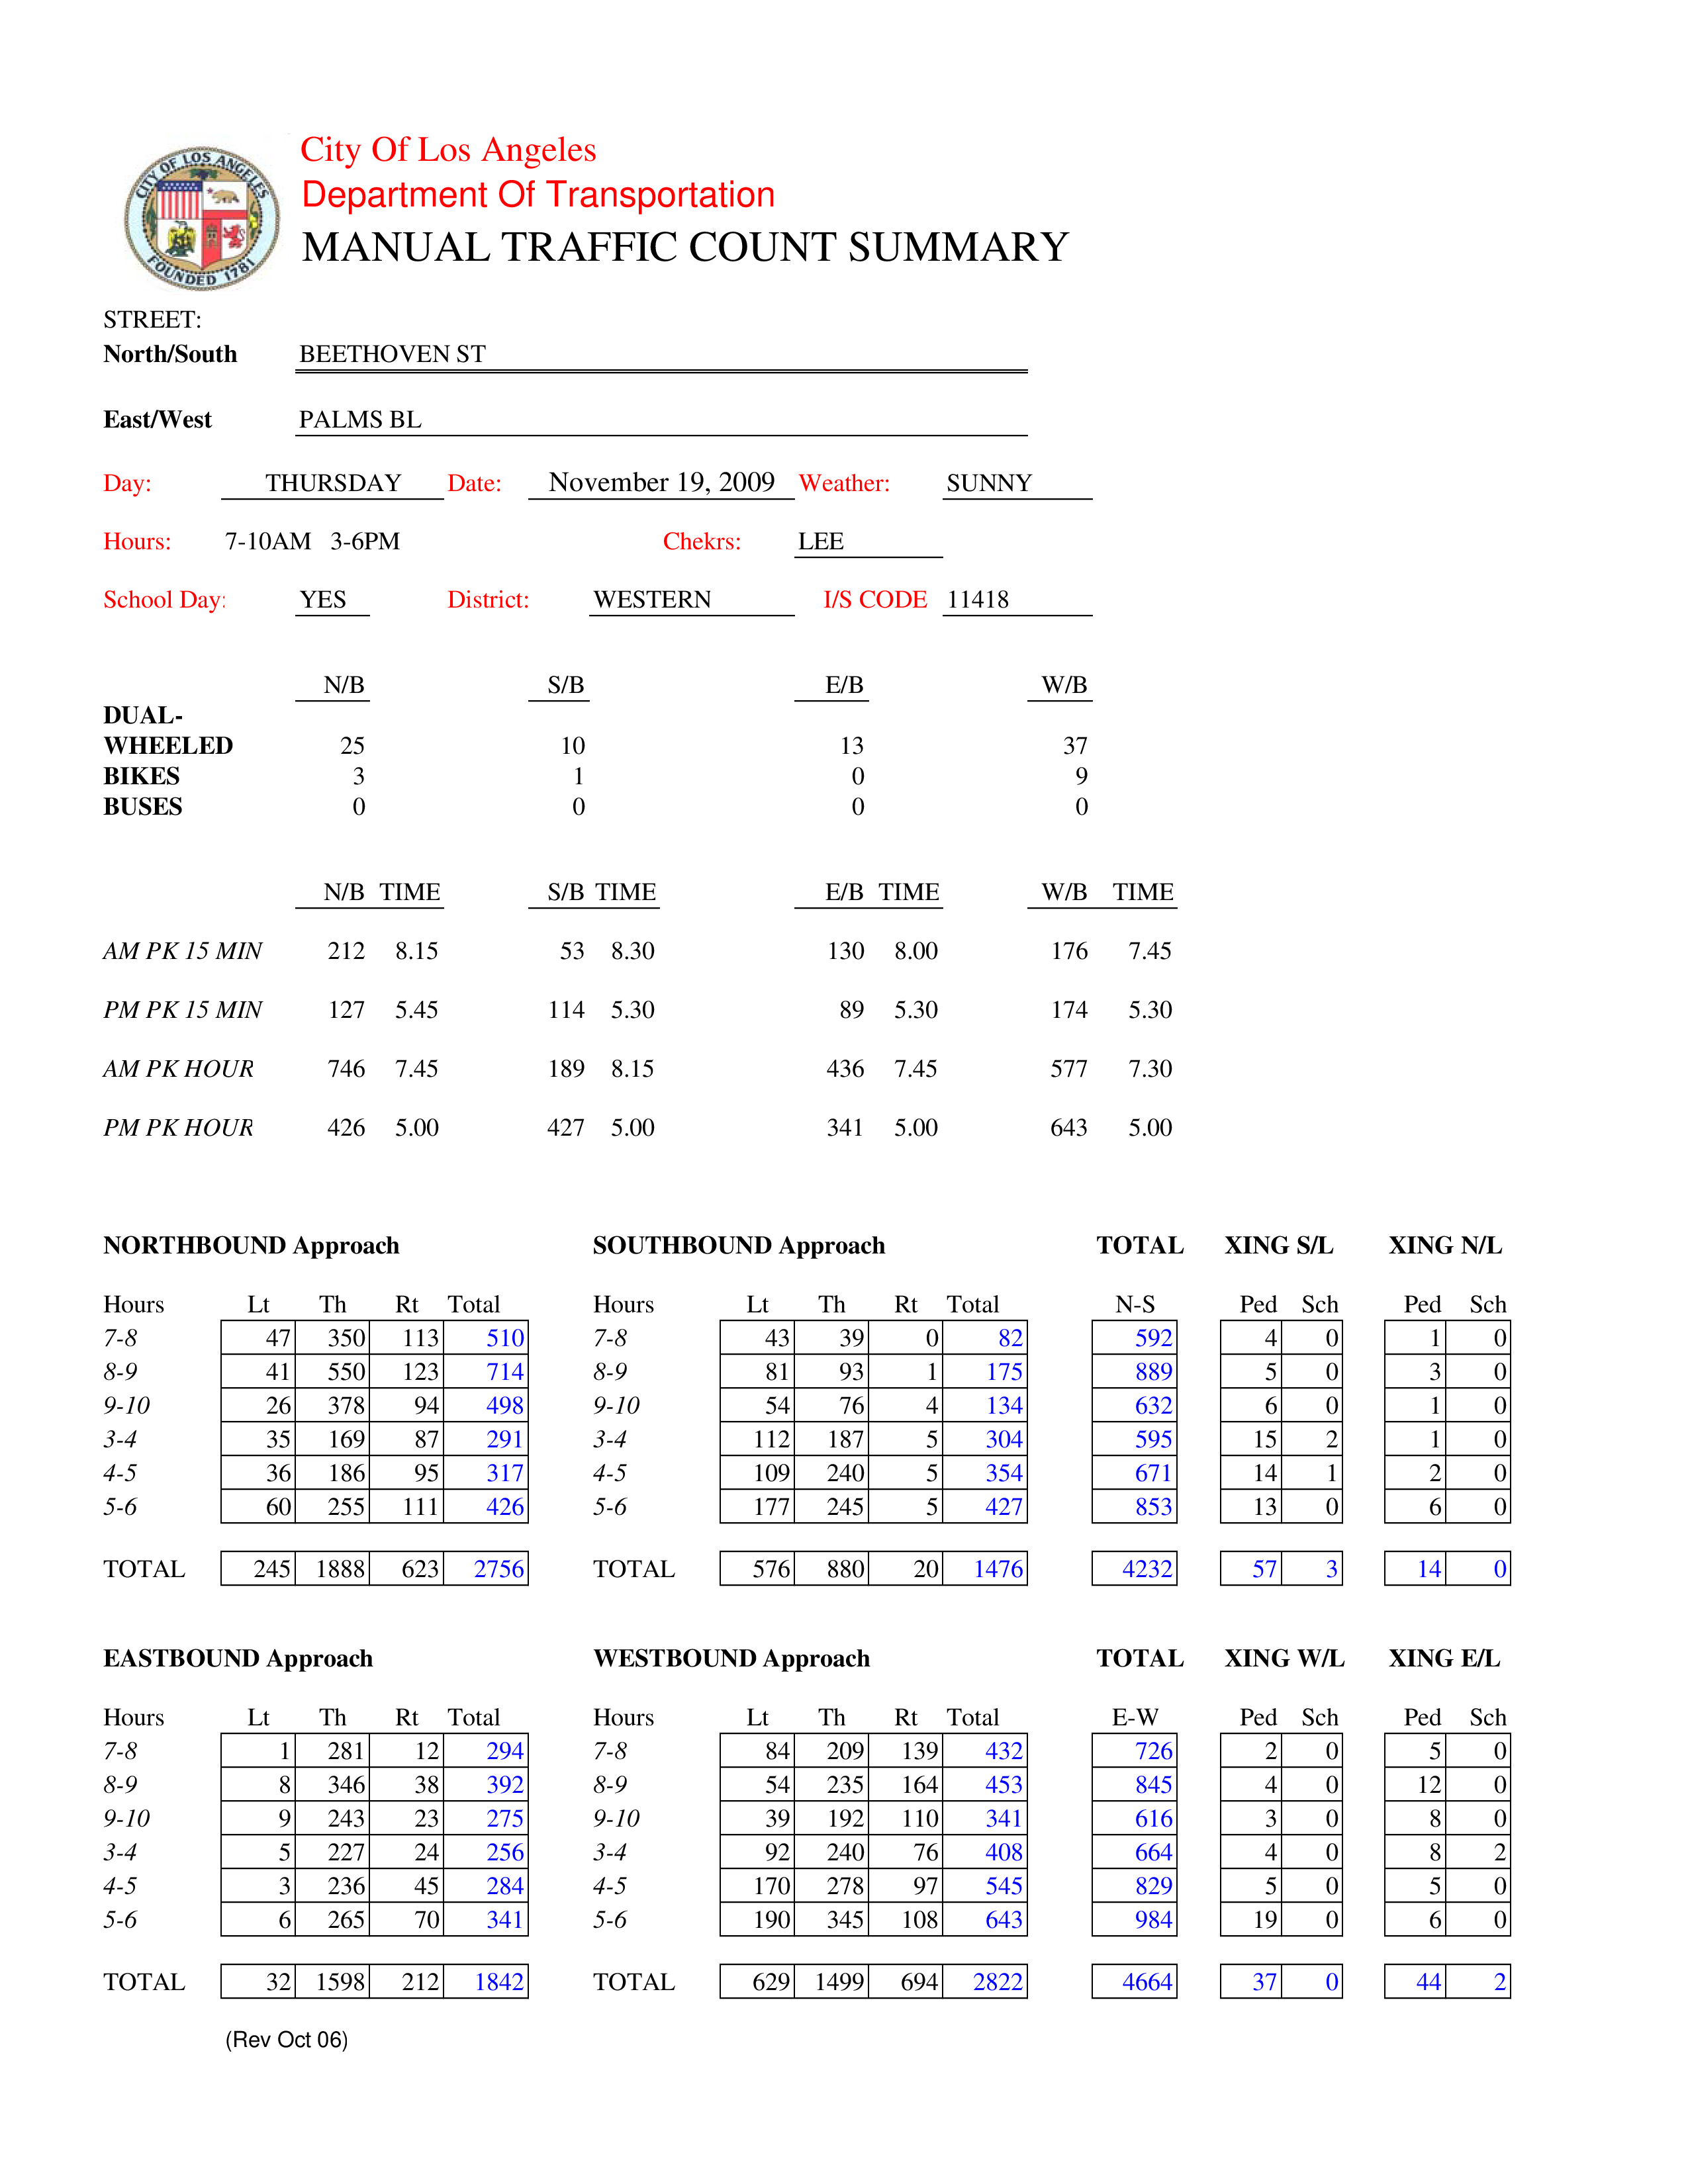 CITY OF LOS ANGELES
FOUNDED 1781
City Of Los Angeles
Department Of Transportation
MANUAL TRAFFIC COUNT SUMMARY
STREET:
North/South BEETHOVEN ST
East/West PALMS BL
Day: THURSDAY Date: November 19, 2009 Weather: SUNNY
Hours: 7-10AM 3-6PM Chekrs: LEE
School Day: YES District: WESTERN I/S CODE 11418
N/B S/B E/B W/B
DUAL-
WHEELED 25 10 13 37
BIKES 3 1 0 9
BUSES 0 0 0 0
N/B TIME S/B TIME E/B TIME W/B TIME
AM PK 15 MIN 212 8.15 53 8.30 130 8.00 176 7.45
PM PK 15 MIN 127 5.45 114 5.30 89 5.30 174 5.30
AM PK HOUR 746 7.45 189 8.15 436 7.45 577 7.30
PM PK HOUR 426 5.00 427 5.00 341 5.00 643 5.00
NORTHBOUND Approach SOUTHBOUND Approach TOTAL XING S/L XING N/L
Hours Lt Th Rt Total Hours Lt Th Rt Total N-S Ped Sch Ped Sch
7-8 47 350 113 510 7-8 43 39 0 82 592 4 0 1 0
8-9 41 550 123 714 8-9 81 93 1 175 889 5 0 3 0
9-10 26 378 94 498 9-10 54 76 4 134 632 6 0 1 0
3-4 35 169 87 291 3-4 112 187 5 304 595 15 2 1 0
4-5 36 186 95 317 4-5 109 240 5 354 671 14 1 2 0
5-6 60 255 111 426 5-6 177 245 5 427 853 13 0 6 0
TOTAL 245 1888 623 2756 TOTAL 576 880 20 1476 4232 57 3 14 0
EASTBOUND Approach WESTBOUND Approach TOTAL XING W/L XING E/L
Hours Lt Th Rt Total Hours Lt Th Rt Total E-W Ped Sch Ped Sch
7-8 1 281 12 294 7-8 84 209 139 432 726 2 0 5 0
8-9 8 346 38 392 8-9 54 235 164 453 845 4 0 12 0
9-10 9 243 23 275 9-10 39 192 110 341 616 3 0 8 0
3-4 5 227 24 256 3-4 92 240 76 408 664 4 0 8 2
4-5 3 236 45 284 4-5 170 278 97 545 829 5 0 5 0
5-6 6 265 70 341 5-6 190 345 108 643 984 19 0 6 0
TOTAL 32 1598 212 1842 TOTAL 629 1499 694 2822 4664 37 0 44 2
(Rev Oct 06)